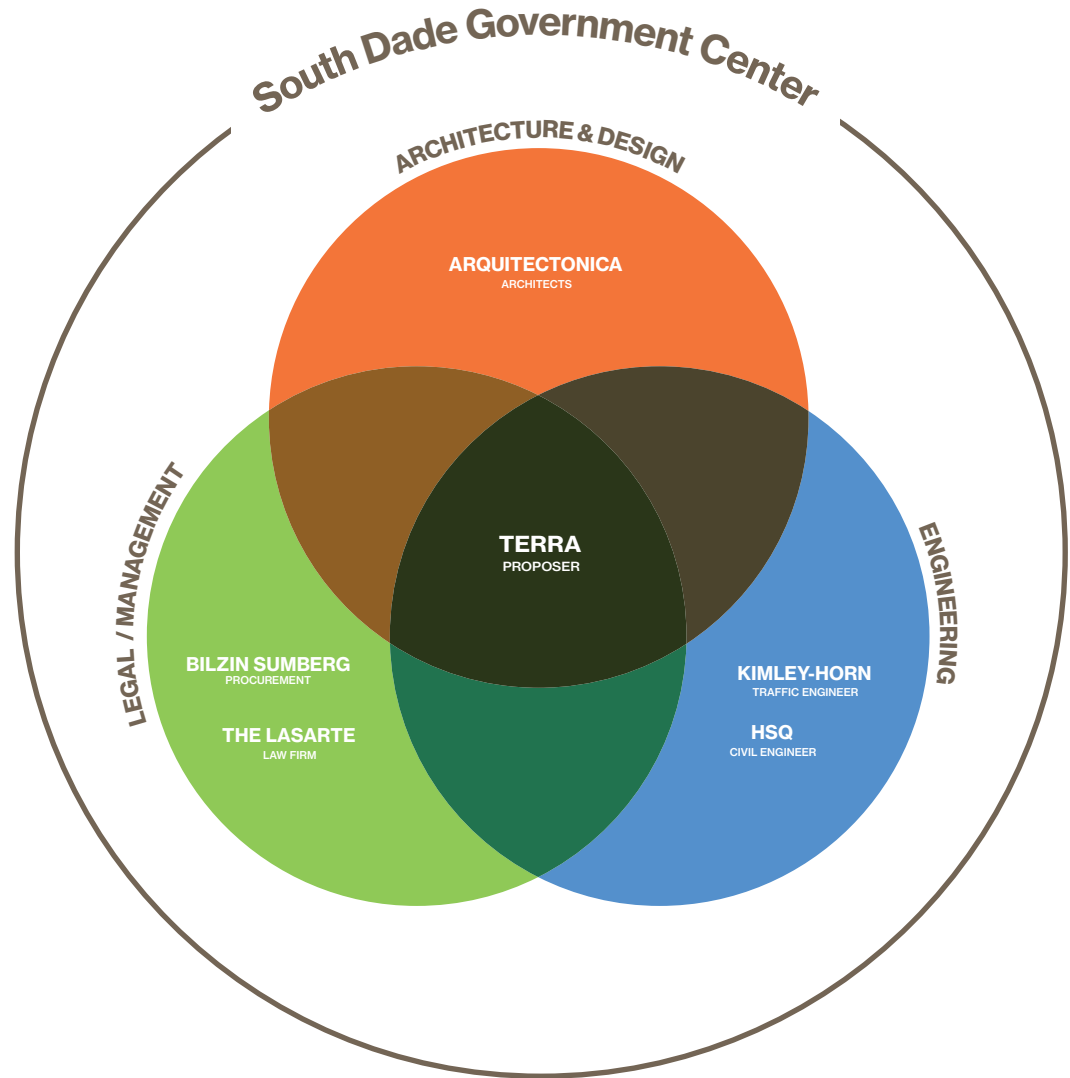 South Dade Government Center
ARCHITECTURE & DESIGN
ARQUITECTONICA
ARCHITECTS
TERRA
PROPOSER
LEGAL / MANAGEMENT
BILZIN SUMBERG
PROCUREMENT
THE LASARTE
LAW FIRM
ENGINEERING
KIMLEY-HORN
TRAFFIC ENGINEER
HSQ
CIVIL ENGINEER